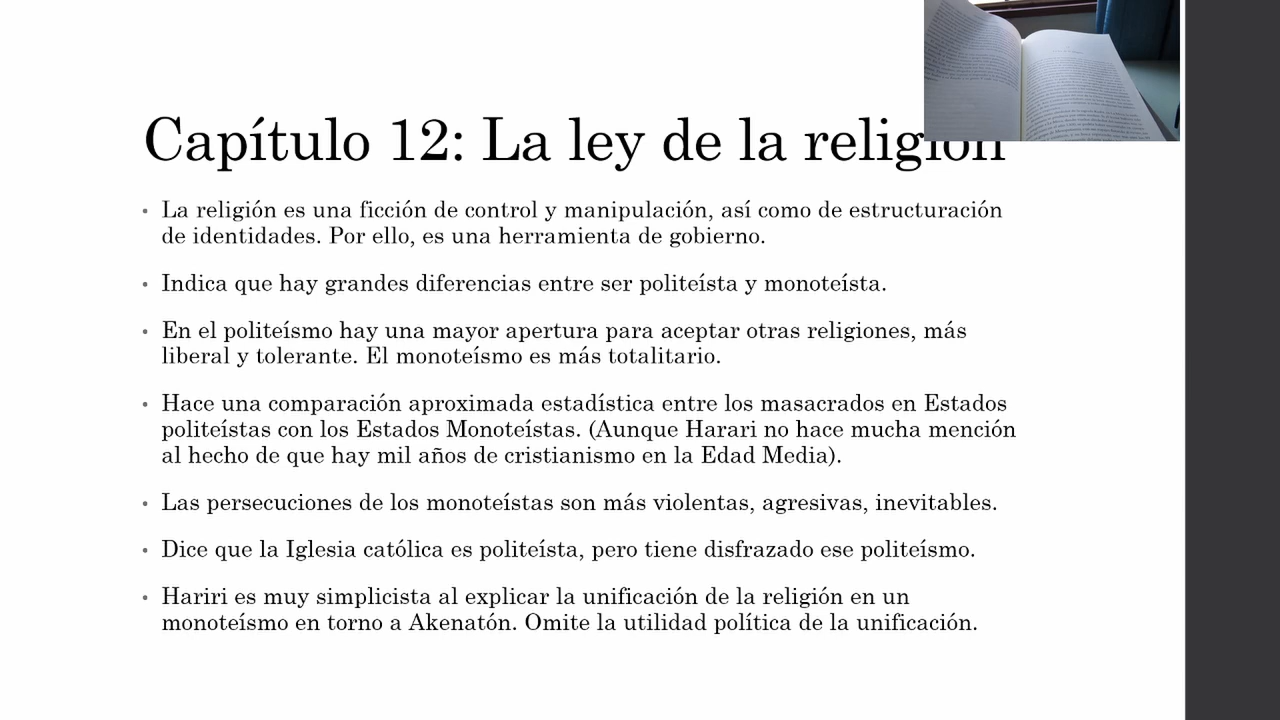 Capítulo 12: La ley de la religión
• La religión es una ficción de control y manipulación, así como de estructuración
de identidades. Por ello, es una herramienta de gobierno.
• Indica que hay grandes diferencias entre ser politeísta y monoteísta.
• En el politeísmo hay una mayor apertura para aceptar otras religiones, más
liberal y tolerante. El monoteísmo es más totalitario.
• Hace una comparación aproximada estadística entre los masacrados en Estados
politeístas con los Estados Monoteístas. (Aunque Harari no hace mucha mención
al hecho de que hay mil años de cristianismo en la Edad Media).
• Las persecuciones de los monoteístas son más violentas, agresivas, inevitables.
• Dice que la Iglesia católica es politeísta, pero tiene disfrazado ese politeísmo.
• Hariri es muy simplicista al explicar la unificación de la religión en un
monoteísmo en torno a Akenatón. Omite la utilidad política de la unificación.